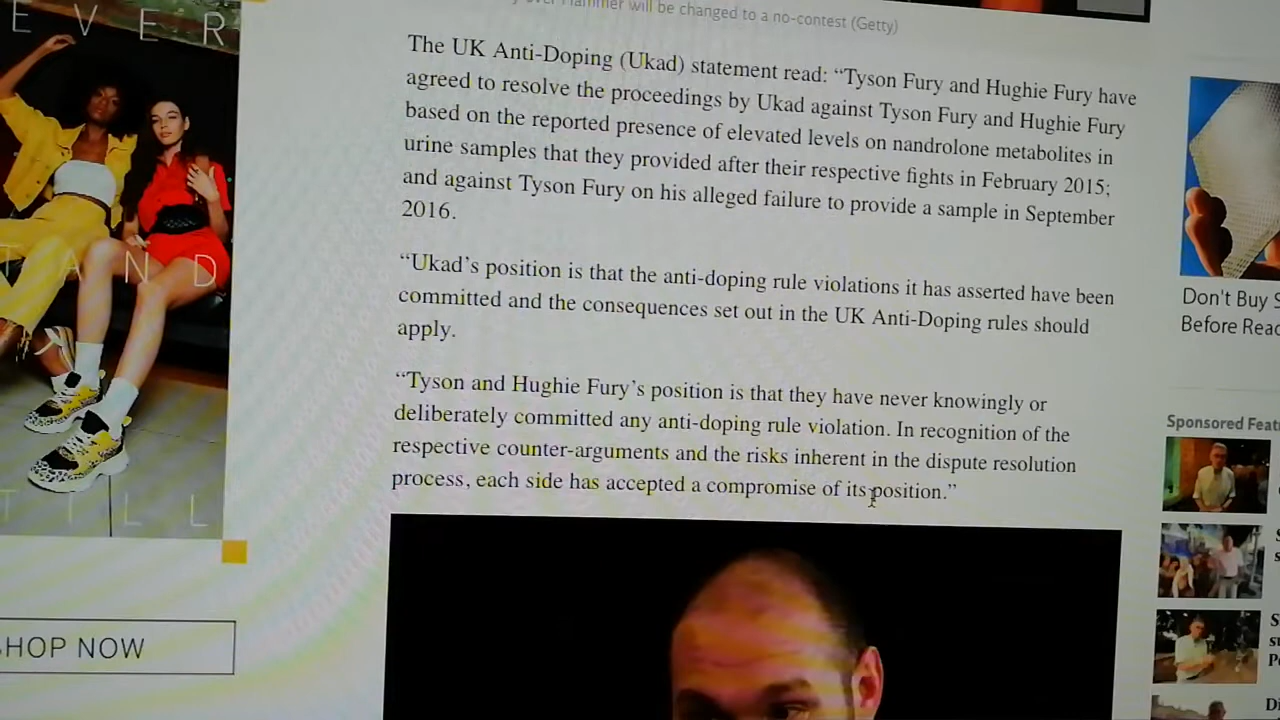 EVER
TAND
TILL
SHOP NOW
over Hammer will be changed to a no-contest (Getty)
The UK Anti-Doping (Ukad) statement read: “Tyson Fury and Hughie Fury have
agreed to resolve the proceedings by Ukad against Tyson Fury and Hughie Fury
based on the reported presence of elevated levels on nandrolone metabolites in
urine samples that they provided after their respective fights in February 2015;
and against Tyson Fury on his alleged failure to provide a sample in September
2016.
“Ukad’s position is that the anti-doping rule violations it has asserted have been
committed and the consequences set out in the UK Anti-Doping rules should
apply.
“Tyson and Hughie Fury’s position is that they have never knowingly or
deliberately committed any anti-doping rule violation. In recognition of the
respective counter-arguments and the risks inherent in the dispute resolution
process, each side has accepted a compromise of its position.”
Don't Buy S
Before Read
Sponsored Feat